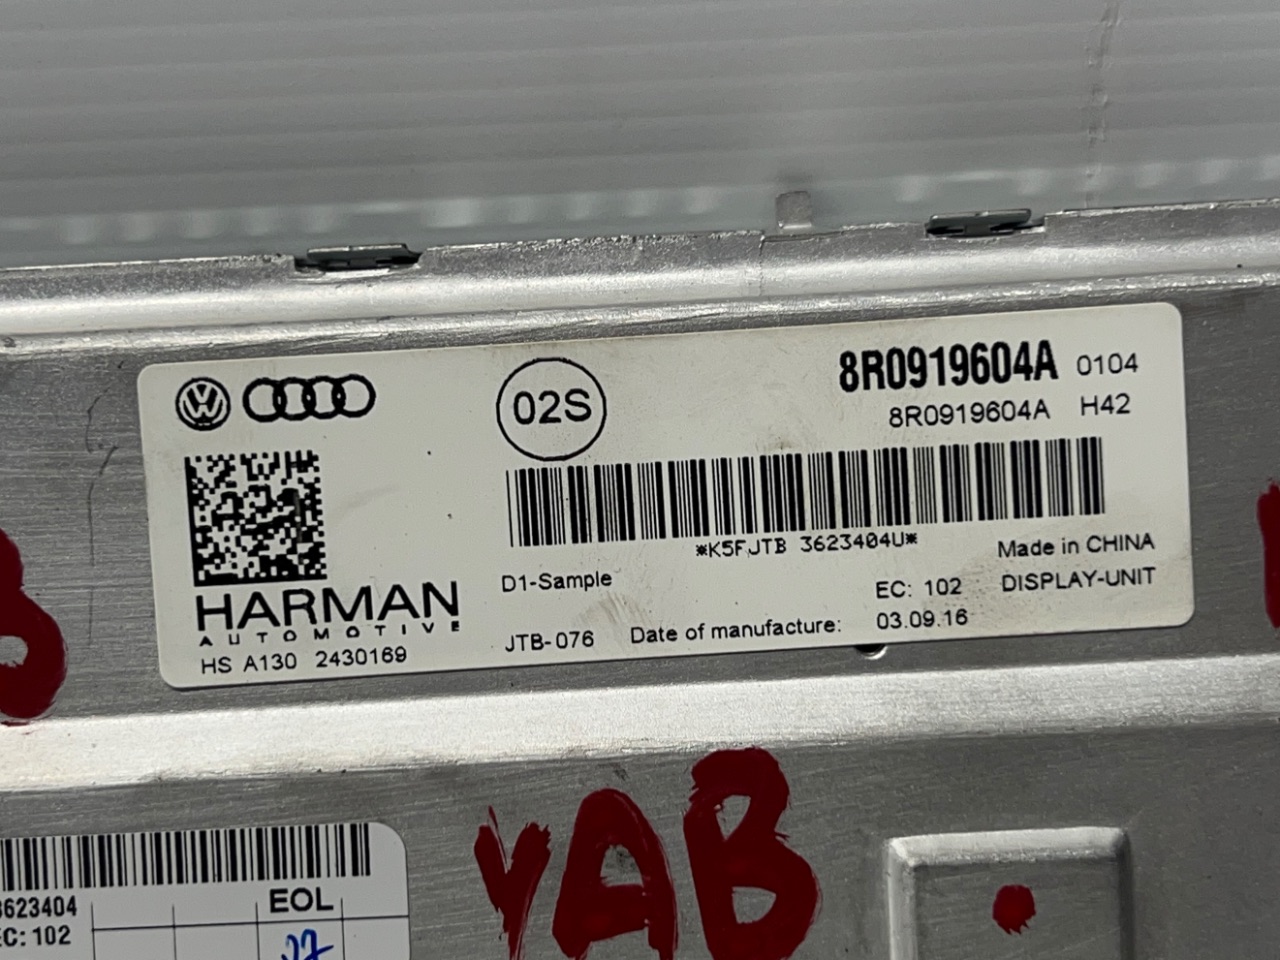 02S
8R0919604A 0104
8R0919604A H42
*K5FJTB 3623404U*
Made in CHINA
D1-Sample
EC: 102 DISPLAY-UNIT
HARMAN
AUTOMOTIVE
HS A130 2430169
JTB-076 Date of manufacture: 03.09.16
YAB
3623404
EOL
EC: 102
27